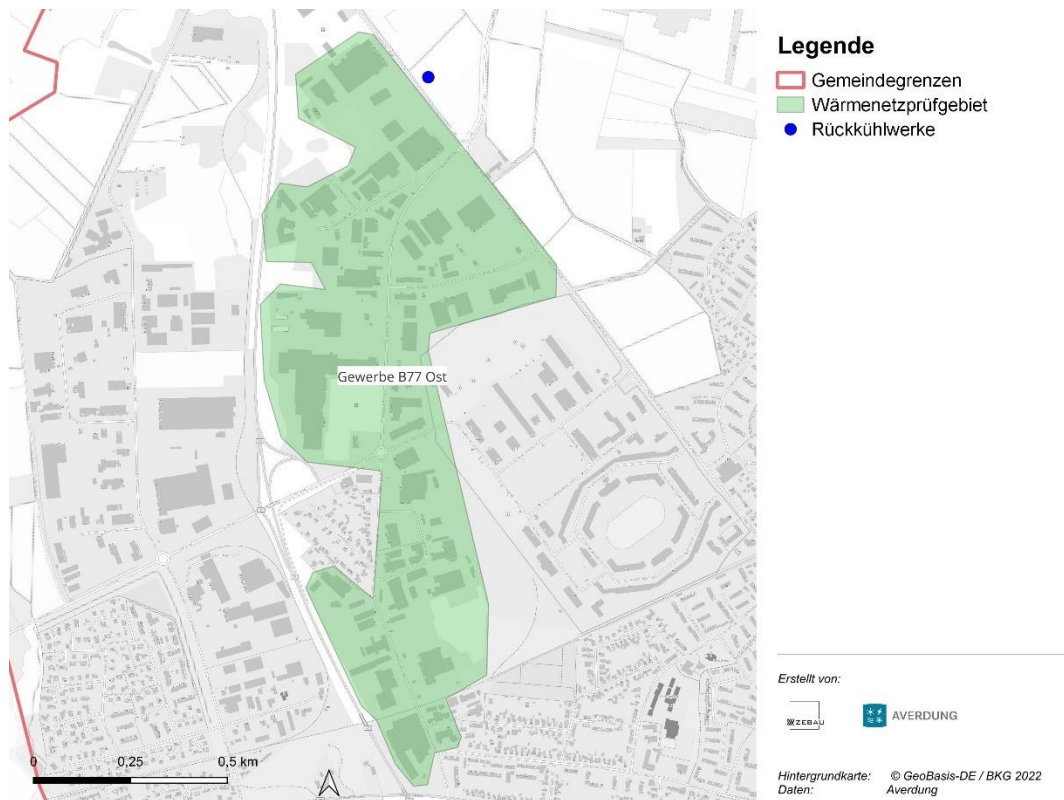 Legende
Gemeindegrenzen
Wärmenetzprüfgebiet
Rückkühlwerke
Gewerbe B77 Ost
0 0,25 0,5 km
Erstellt von:
ZEBAU
AVERDUNG
Hintergrundkarte: © GeoBasis-DE / BKG 2022
Daten: Averdung